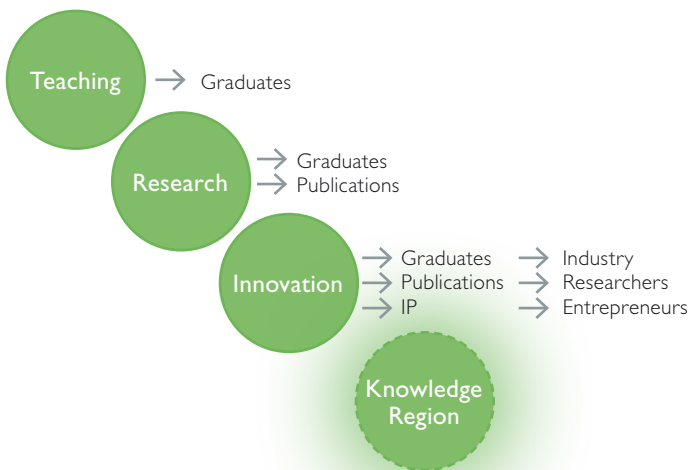 Teaching
Graduates
Research
Graduates
Publications
Innovation
Graduates
Industry
Publications
Researchers
IP
Entrepreneurs
Knowledge
Region